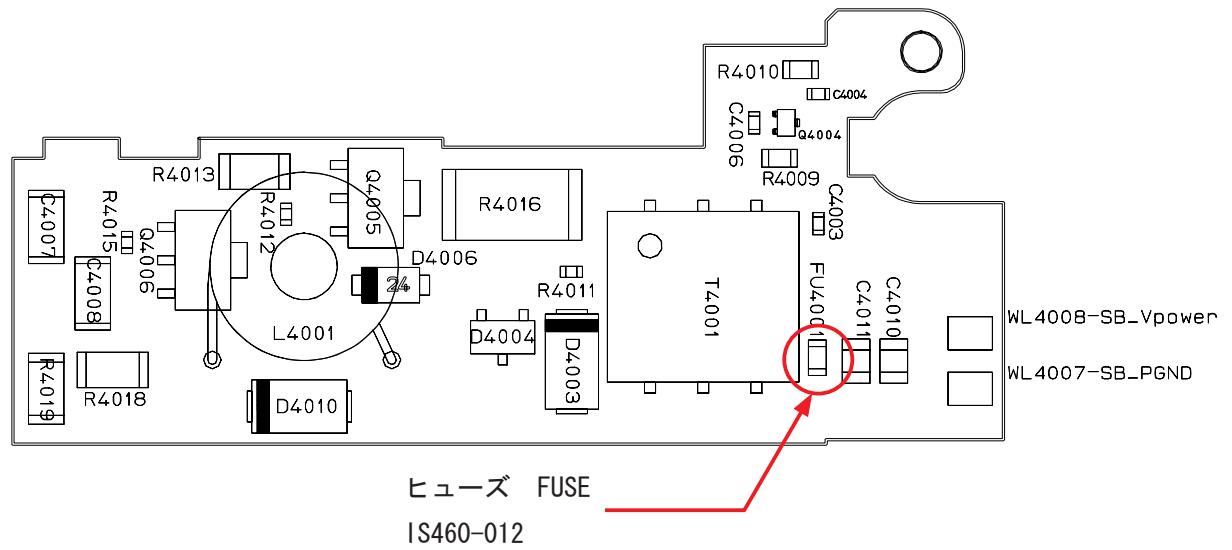 R4010
C4004
C4006
Q4004
R4009
R4013
Q4005
R4016
C4003
C4007
R4015
Q4006
R4012
D4006
24
C4008
R4011
T4001
FU4001
C4011
C4010
WL4008-SB_Vpower
L4001
D4004
D4003
WL4007-SB_PGND
R4019
R4018
D4010
ヒューズ FUSE
IS460-012